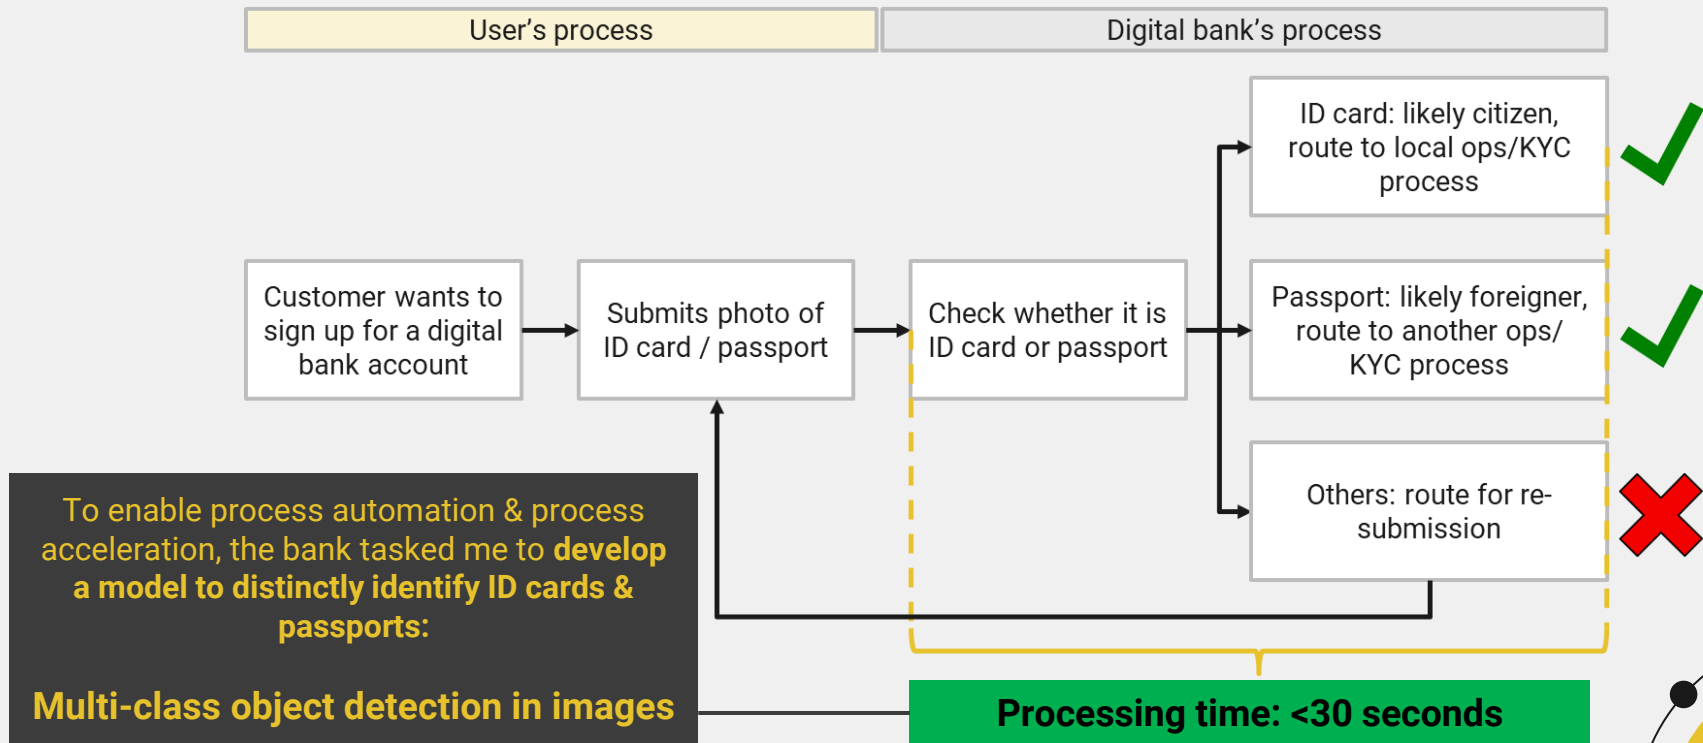 User's process
Digital bank's process
Customer wants to
sign up for a digital
bank account
Submits photo of
ID card / passport
Check whether it is
ID card or passport
ID card: likely citizen,
route to local ops/KYC
process
Passport: likely foreigner,
route to another ops/
KYC process
Others: route for re-
submission
To enable process automation & process
acceleration, the bank tasked me to develop
a model to distinctly identify ID cards &
passports:
Multi-class object detection in images
Processing time: <30 seconds